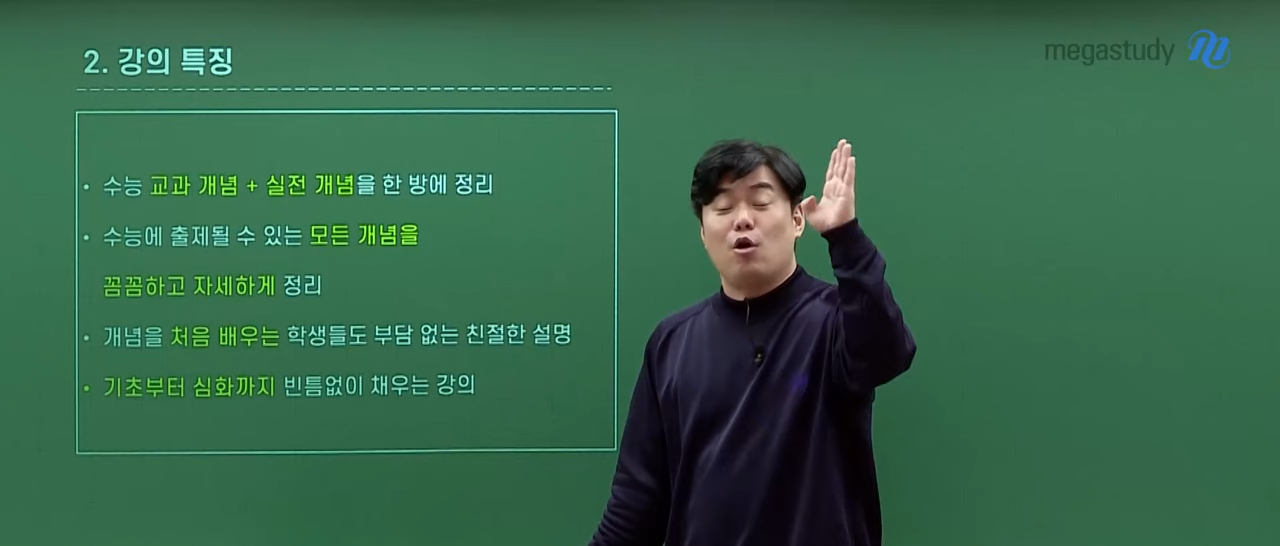 2. 강의 특징
megastudy
• 수능 교과 개념 + 실전 개념을 한 방에 정리
• 수능에 출제될 수 있는 모든 개념을
꼼꼼하고 자세하게 정리
• 개념을 처음 배우는 학생들도 부담 없는 친절한 설명
• 기초부터 심화까지 빈틈없이 채우는 강의